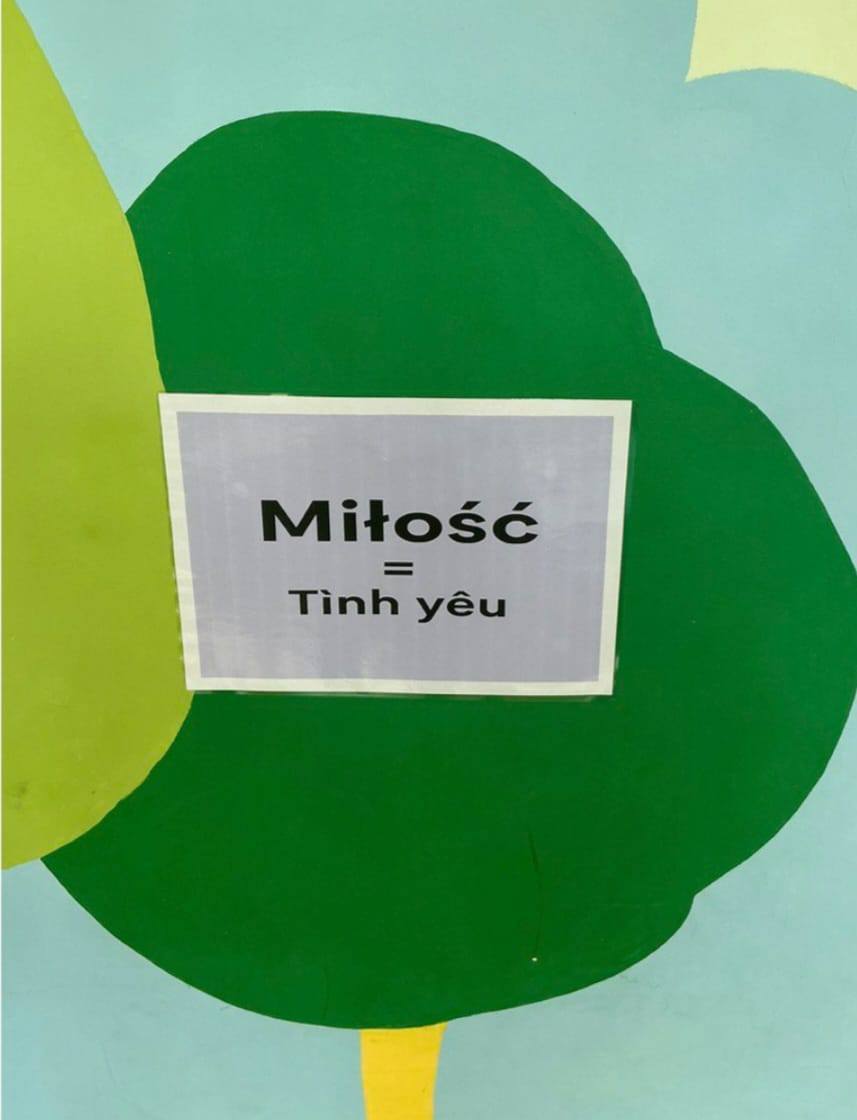 Miłość
=
Tình yêu